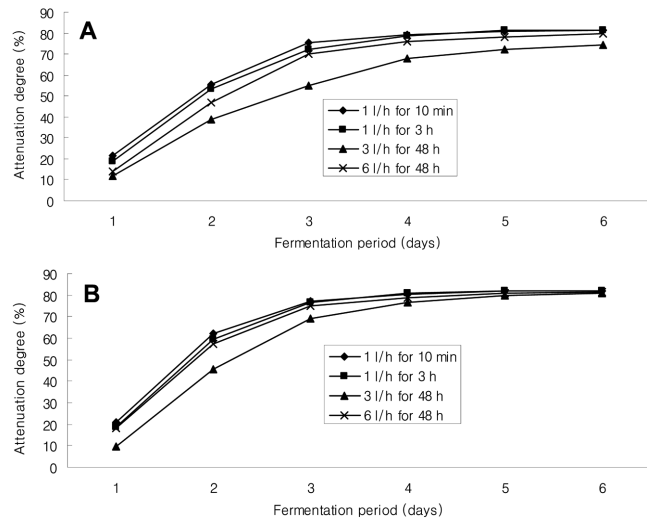 A
Attenuation degree (%)
90
80
70
60
50
40
30
20
10
0
1 l/h for 10 min
1 l/h for 3 h
3 l/h for 48 h
6 l/h for 48 h
1 2 3 4 5 6
Fermentation period (days)
B
Attenuation degree (%)
90
80
70
60
50
40
30
20
10
0
1 l/h for 10 min
1 l/h for 3 h
3 l/h for 48 h
6 l/h for 48 h
1 2 3 4 5 6
Fermentation period (days)